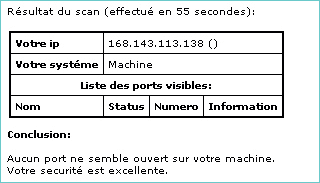 Résultat du scan (effectué en 55 secondes):
Votre ip 168.143.113.138 ()
Votre systéme Machine
Liste des ports visibles:
Nom Status Numero Information
Conclusion:
Aucun port ne semble ouvert sur votre machine.
Votre securité est excellente.